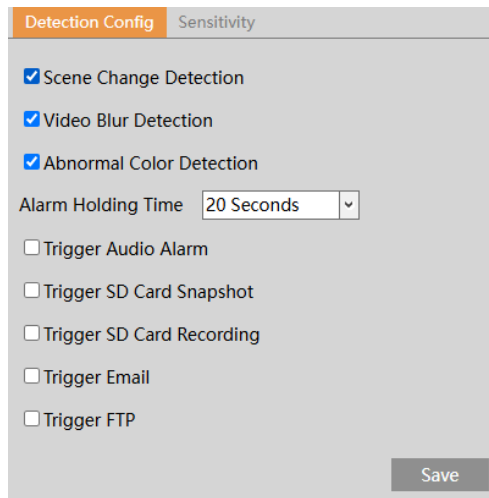 Detection Config Sensitivity
Scene Change Detection
Video Blur Detection
Abnormal Color Detection
Alarm Holding Time 20 Seconds
Trigger Audio Alarm
Trigger SD Card Snapshot
Trigger SD Card Recording
Trigger Email
Trigger FTP
Save